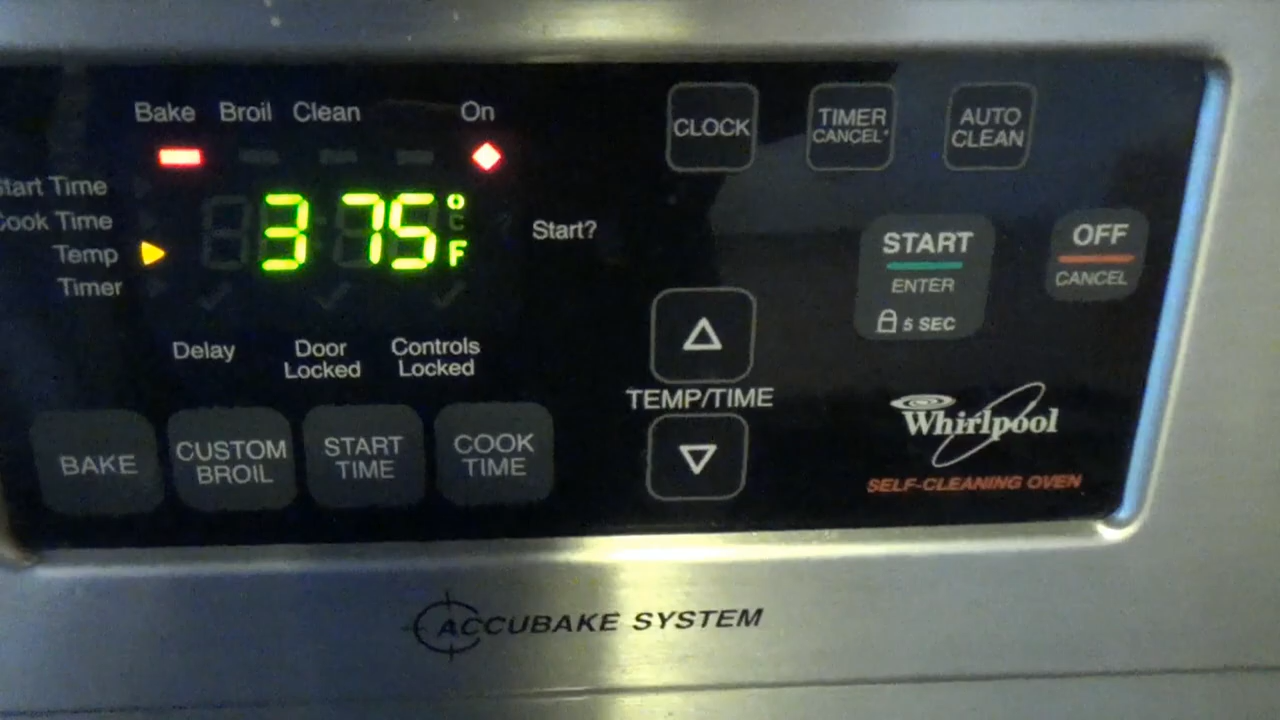 Bake Broil Clean On
CLOCK
TIMER
CANCEL*
AUTO
CLEAN
Start Time
Cook Time
Temp
Timer
375°F
C
Start?
Delay
Door
Locked
Controls
Locked
START
ENTER
5 SEC
OFF
CANCEL
TEMP/TIME
BAKE
CUSTOM
BROIL
START
TIME
COOK
TIME
Whirlpool
SELF-CLEANING OVEN
ACCUBAKE SYSTEM